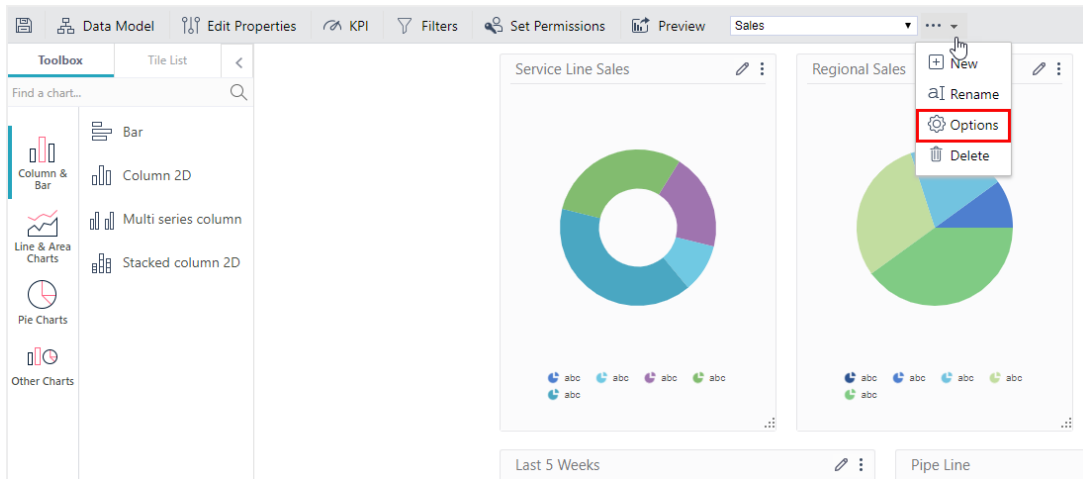 Data Model Edit Properties KPI Filters Set Permissions Preview Sales
Toolbox Tile List
Find a chart...
Column & Bar
Line & Area Charts
Pie Charts
Other Charts
Bar
Column 2D
Multi series column
Stacked column 2D
Service Line Sales
abc abc abc abc
abc
Regional Sales
abc abc abc abc
abc
New
Rename
Options
Delete
Last 5 Weeks
Pipe Line